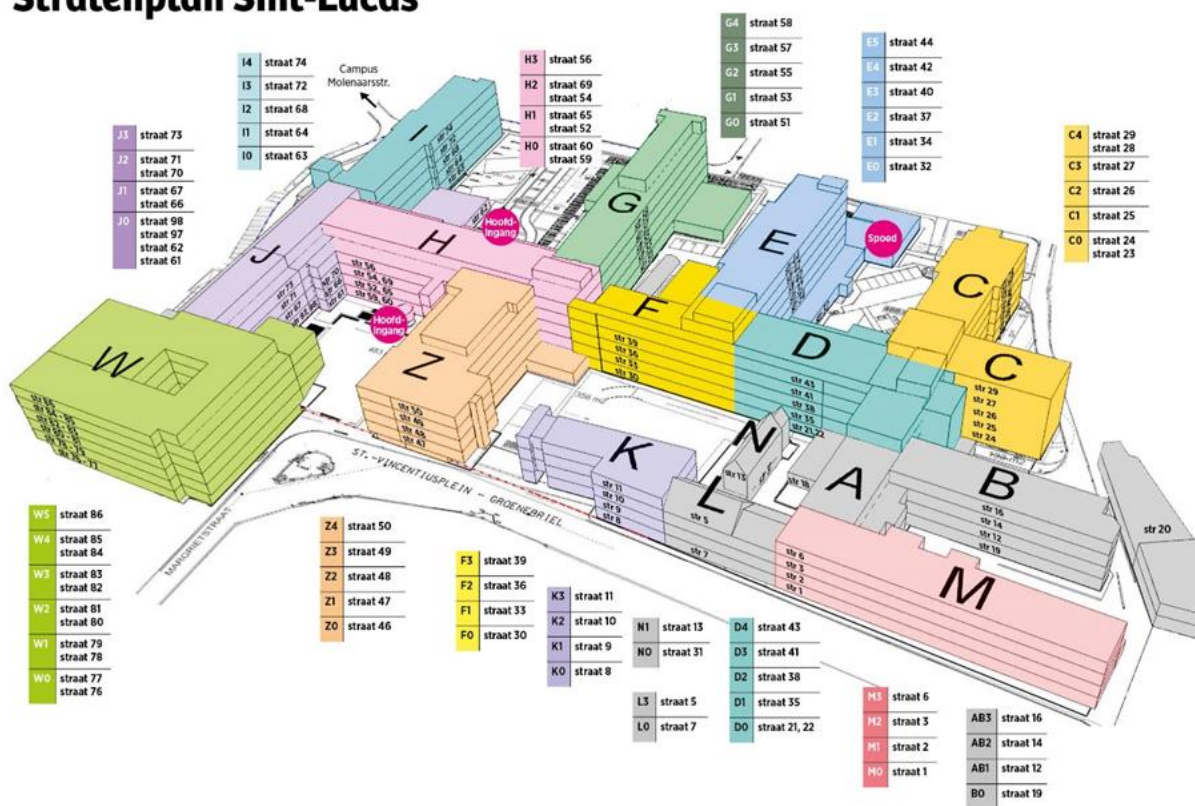 Stratenplan Sint-Lucas
G4 straat 58
G3 straat 57
G2 straat 55
G1 straat 53
G0 straat 51
E5 straat 44
E4 straat 42
E3 straat 40
E2 straat 37
E1 straat 34
E0 straat 32
H3 straat 56
H2 straat 69
straat 54
H1 straat 65
straat 52
H0 straat 60
straat 59
I4 straat 74
I3 straat 72
I2 straat 68
I1 straat 64
I0 straat 63
Campus
Molenaarsstr.
J3 straat 73
J2 straat 71
straat 70
J1 straat 67
straat 66
J0 straat 98
straat 97
straat 62
straat 61
C4 straat 29
straat 28
C3 straat 27
C2 straat 26
C1 straat 25
C0 straat 24
straat 23
I
G
H
J
E
C
Hoofd-
Ingang
Spoed
str 56
str 54, 69
str 52, 65
str 59, 60
str 73
str 71
Hoofd-
Ingang
F
D
C
W
Z
str 39
str 36
str 33
str 30
str 43
str 41
str 38
str 35
str 21, 22
str 29
str 27
str 26
str 25
str 24
str 50
str 49
str 48
str 47
K
N
L
A
B
M
str 11
str 10
str 9
str 8
str 13
str 18
str 5
str 7
str 16
str 14
str 12
str 19
str 20
str 6
str 3
str 2
str 1
ST.-VINCENTIUSPLEIN - GROENEBRIEL
MARGRIETSTRAAT
W5 straat 86
W4 straat 85
straat 84
W3 straat 83
straat 82
W2 straat 81
straat 80
W1 straat 79
straat 78
W0 straat 77
straat 76
Z4 straat 50
Z3 straat 49
Z2 straat 48
Z1 straat 47
Z0 straat 46
F3 straat 39
F2 straat 36
F1 straat 33
F0 straat 30
K3 straat 11
K2 straat 10
K1 straat 9
K0 straat 8
N1 straat 13
N0 straat 31
L3 straat 5
L0 straat 7
D4 straat 43
D3 straat 41
D2 straat 38
D1 straat 35
D0 straat 21, 22
M3 straat 6
M2 straat 3
M1 straat 2
M0 straat 1
AB3 straat 16
AB2 straat 14
AB1 straat 12
B0 straat 19